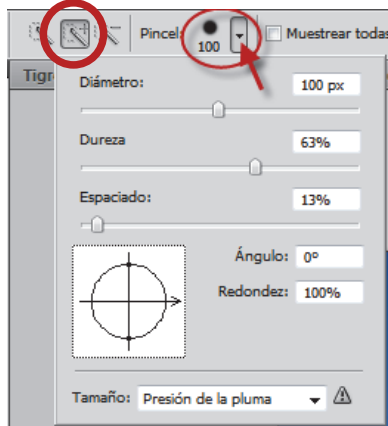 Pincel:
100
Muestrear todas
Tigr
Diámetro:
100 px
Dureza
63%
Espaciado:
13%
Ángulo:
0º
Redondez:
100%
Tamaño:
Presión de la pluma